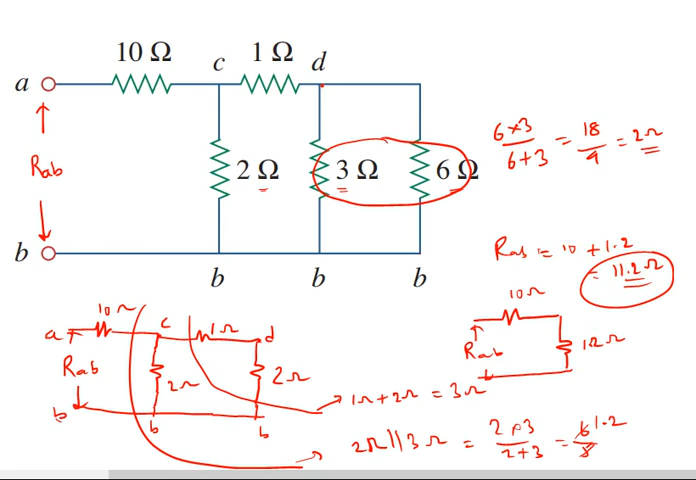 10 Ω c 1 Ω d
a
6×3/6+3 = 18/9 = 2Ω
Rab
2 Ω 3 Ω 6 Ω
b
b b b
Rab = 10 + 1.2
= 11.2 Ω
10Ω c 1Ω d
a
Rab 2Ω 2Ω
b b b
10Ω
Rab 1.2Ω
1Ω + 2Ω = 3Ω
2Ω || 3Ω = 2×3/2+3 = 6/5 1.2